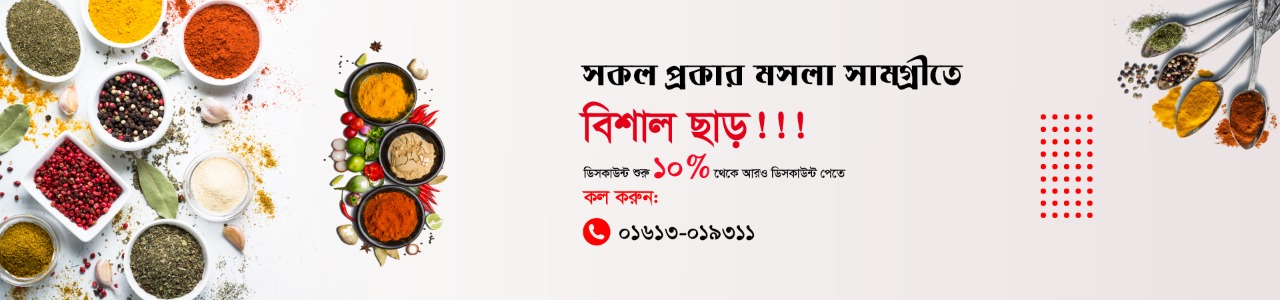 সকল প্রকার মসলা সামগ্রীতে
বিশাল ছাড়!!!
ডিসকাউন্ট শুরু ১০% থেকে আরও ডিসকাউন্ট পেতে
কল করুন:
০১৬১৩-০১৯৩১১